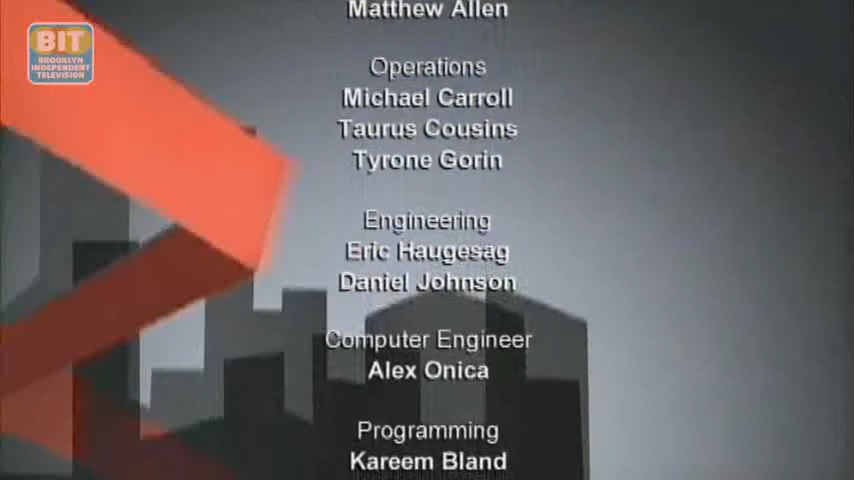 BIT
BROOKLYN
INDEPENDENT
TELEVISION
Matthew Allen
Operations
Michael Carroll
Taurus Cousins
Tyrone Gorin
Engineering
Eric Haugesag
Daniel Johnson
Computer Engineer
Alex Onica
Programming
Kareem Bland